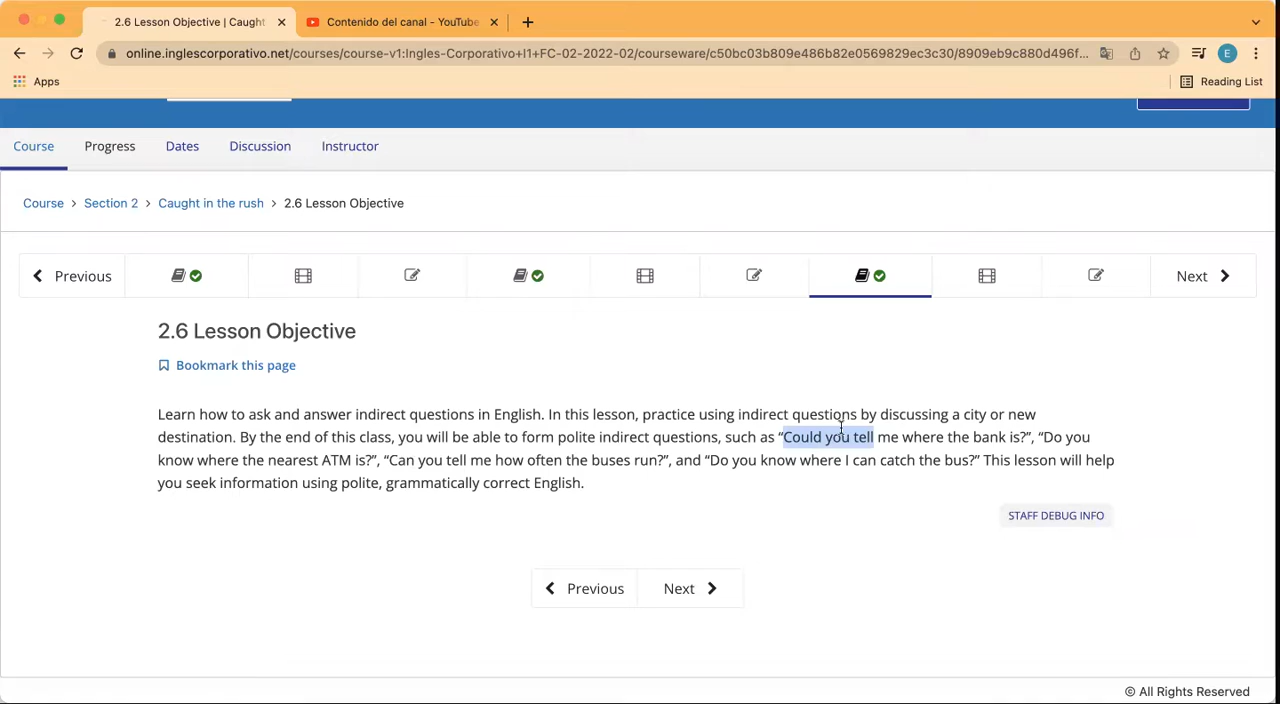 2.6 Lesson Objective | Caught
Contenido del canal - YouTube
online.inglescorporativo.net/courses/course-v1:Ingles-Corporativo+I1+FC-02-2022-02/courseware/c50bc03b809e486b82e0569829ec3c30/8909eb9c880d496f...
E
Apps
Reading List
Course Progress Dates Discussion Instructor
Course > Section 2 > Caught in the rush > 2.6 Lesson Objective
Previous
Next
2.6 Lesson Objective
Bookmark this page
Learn how to ask and answer indirect questions in English. In this lesson, practice using indirect questions by discussing a city or new
destination. By the end of this class, you will be able to form polite indirect questions, such as “Could you tell me where the bank is?”, “Do you
know where the nearest ATM is?”, “Can you tell me how often the buses run?”, and “Do you know where I can catch the bus?” This lesson will help
you seek information using polite, grammatically correct English.
STAFF DEBUG INFO
Previous Next
© All Rights Reserved